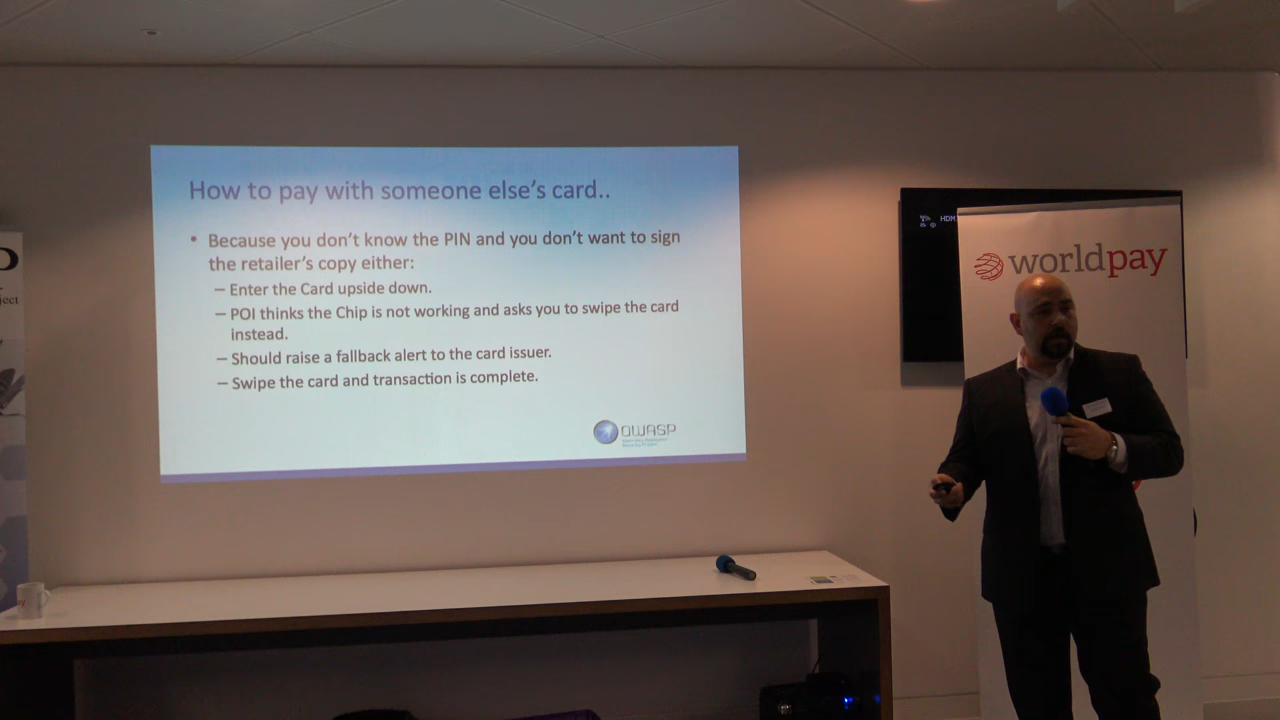 How to pay with someone else's card..
• Because you don't know the PIN and you don't want to sign
the retailer's copy either:
– Enter the Card upside down.
– POI thinks the Chip is not working and asks you to swipe the card
instead.
– Should raise a fallback alert to the card issuer.
– Swipe the card and transaction is complete.
OWASP
HDM
worldpay
ject